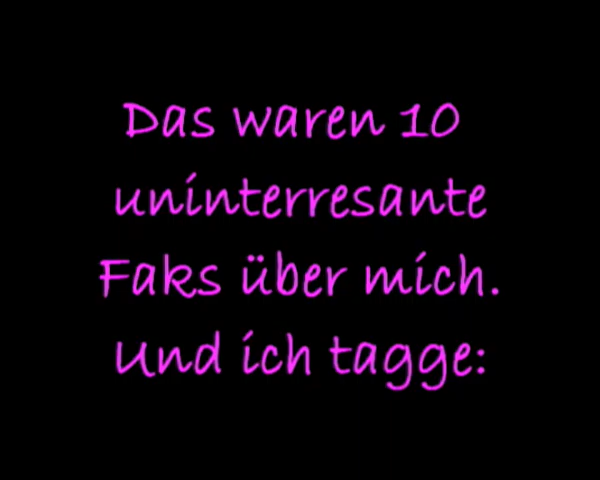 Das waren 10
uninterresante
Faks über mich.
Und ich tagge: